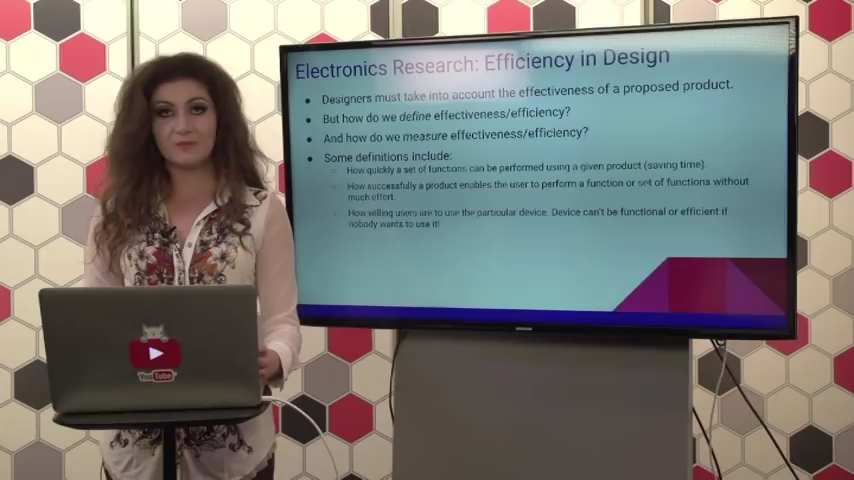 Electronics Research: Efficiency in Design
Designers must take into account the effectiveness of a proposed product.
But how do we define effectiveness/efficiency?
And how do we measure effectiveness/efficiency?
Some definitions include:
How quickly a set of functions can be performed using a given product (saving time).
How successfully a product enables the user to perform a function or set of functions without
much effort.
How willing users are to use the particular device. Device can't be functional or efficient if
nobody wants to use it!
SAMSUNG
YouTube